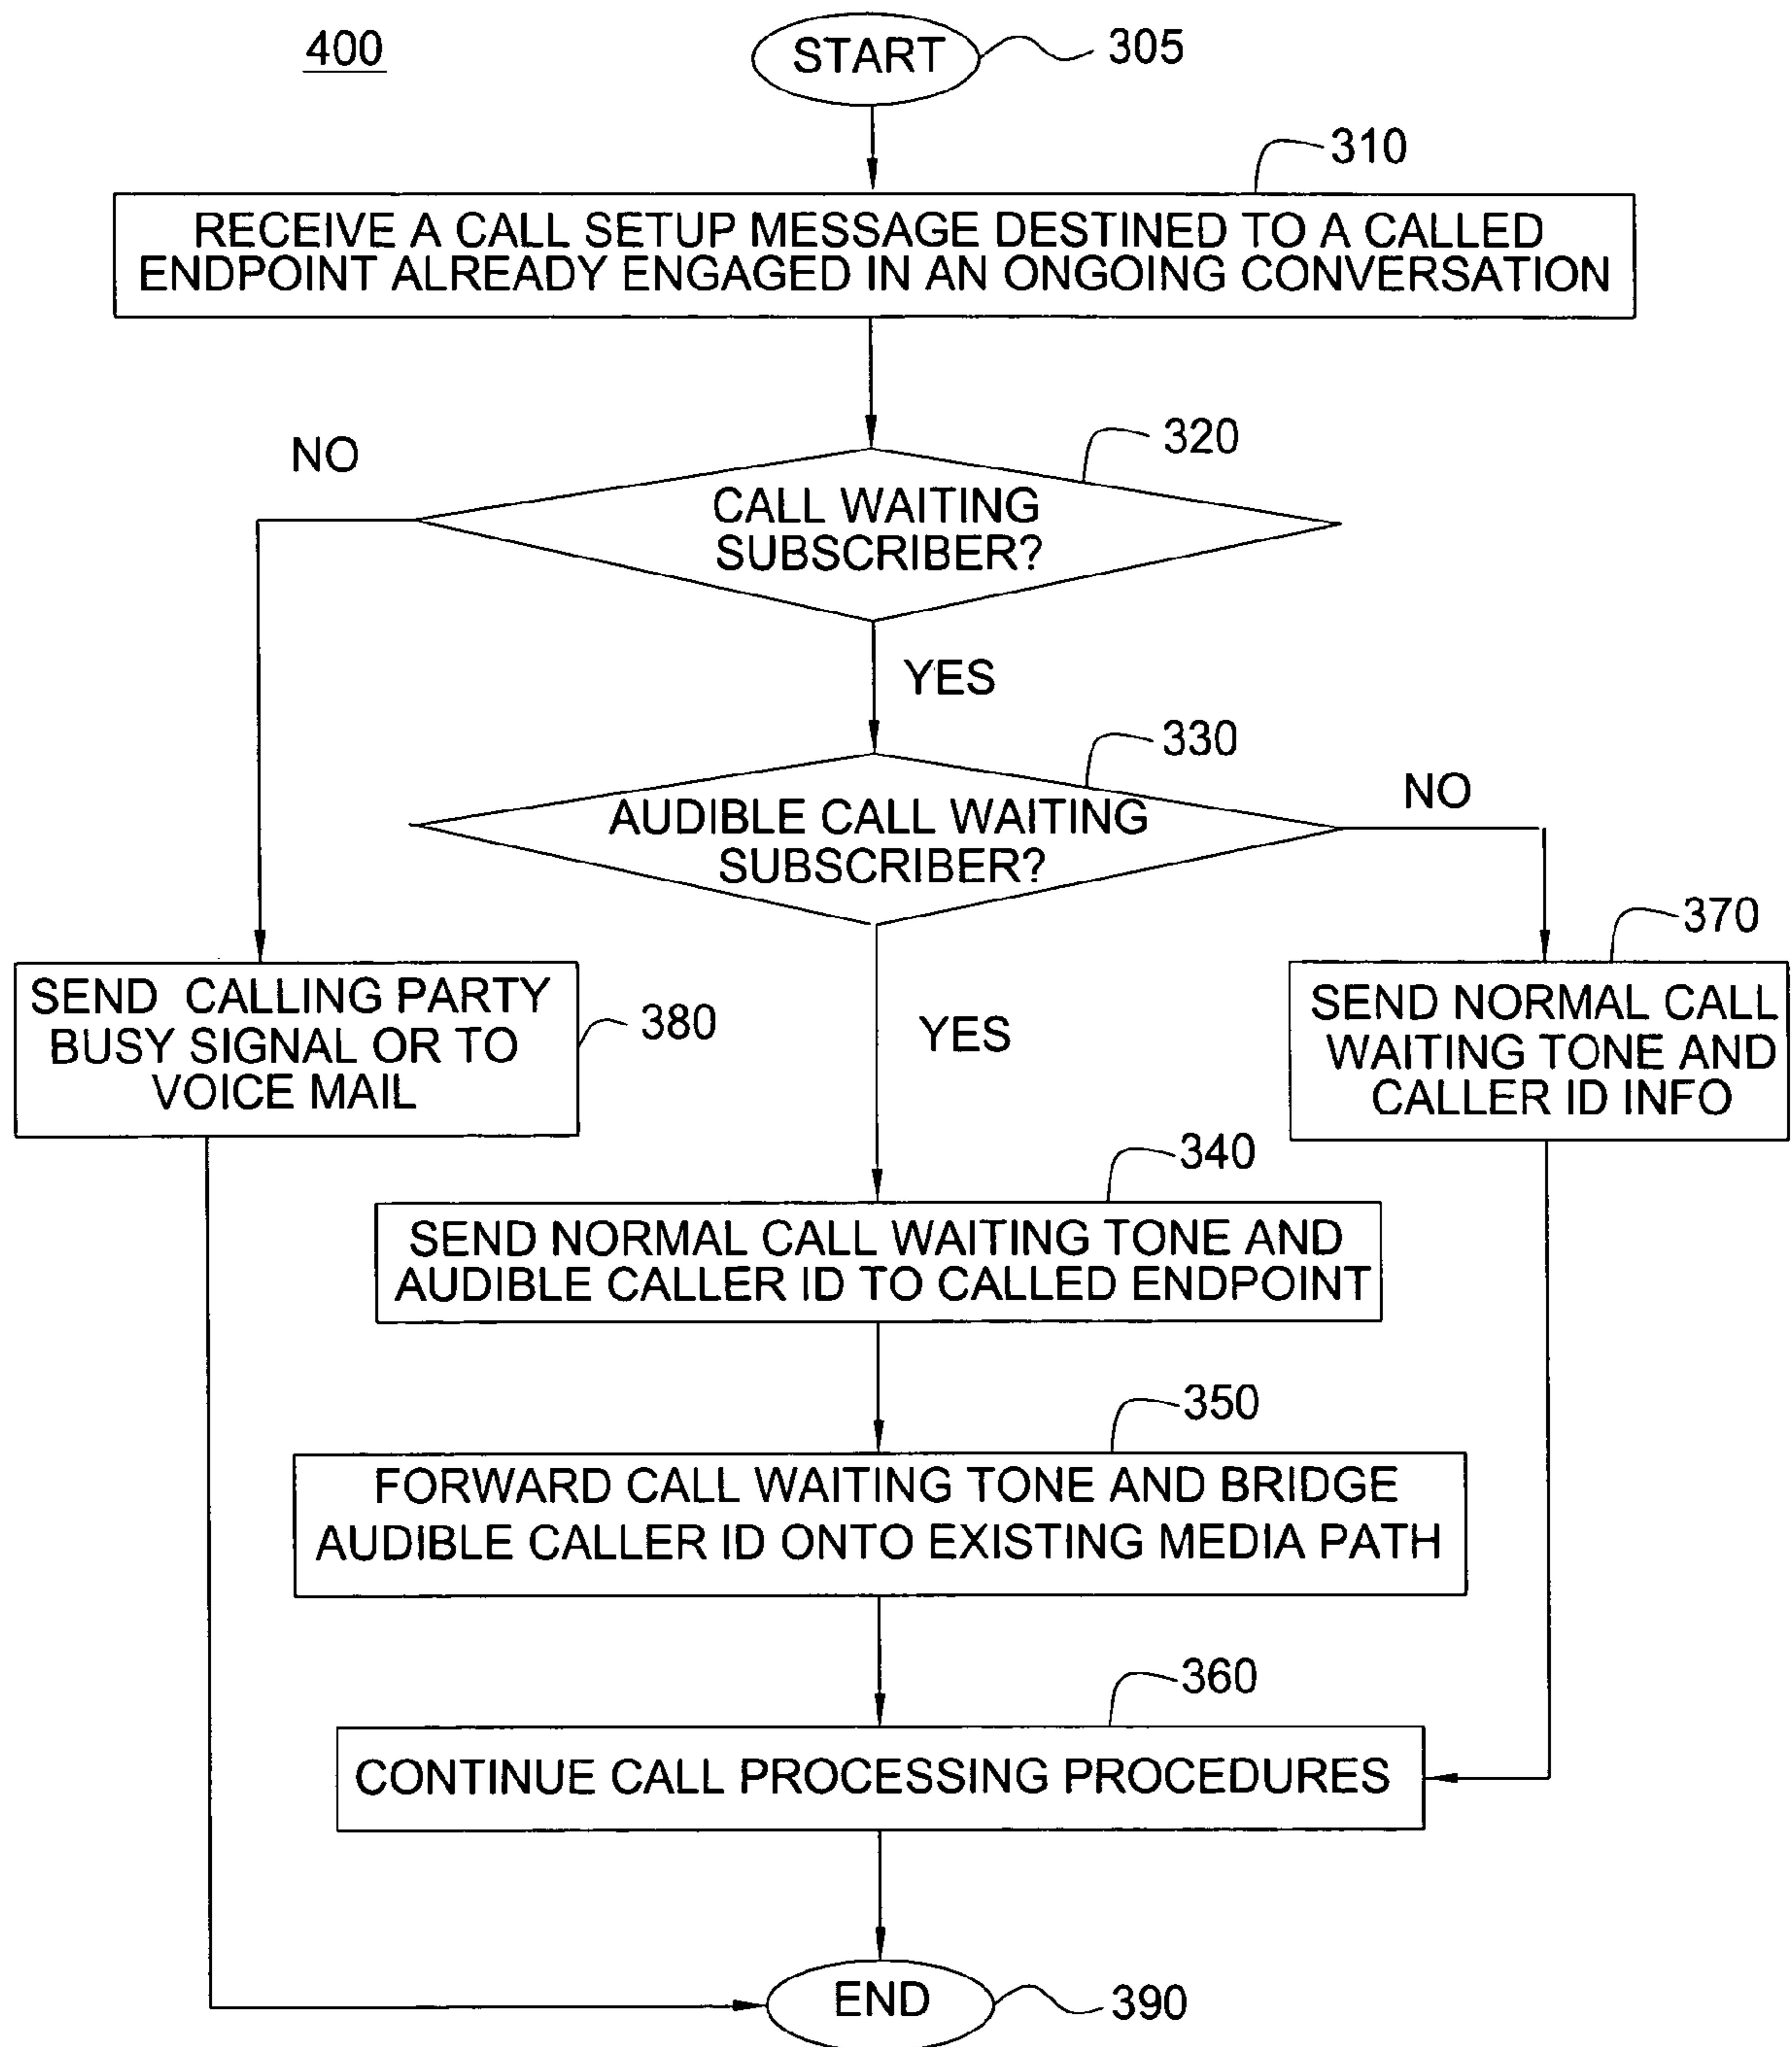 400
START
305
310
RECEIVE A CALL SETUP MESSAGE DESTINED TO A CALLED
ENDPOINT ALREADY ENGAGED IN AN ONGOING CONVERSATION
320
NO
CALL WAITING
SUBSCRIBER?
YES
330
NO
AUDIBLE CALL WAITING
SUBSCRIBER?
370
SEND CALLING PARTY
BUSY SIGNAL OR TO
VOICE MAIL
380
YES
SEND NORMAL CALL
WAITING TONE AND
CALLER ID INFO
340
SEND NORMAL CALL WAITING TONE AND
AUDIBLE CALLER ID TO CALLED ENDPOINT
350
FORWARD CALL WAITING TONE AND BRIDGE
AUDIBLE CALLER ID ONTO EXISTING MEDIA PATH
360
CONTINUE CALL PROCESSING PROCEDURES
END
390